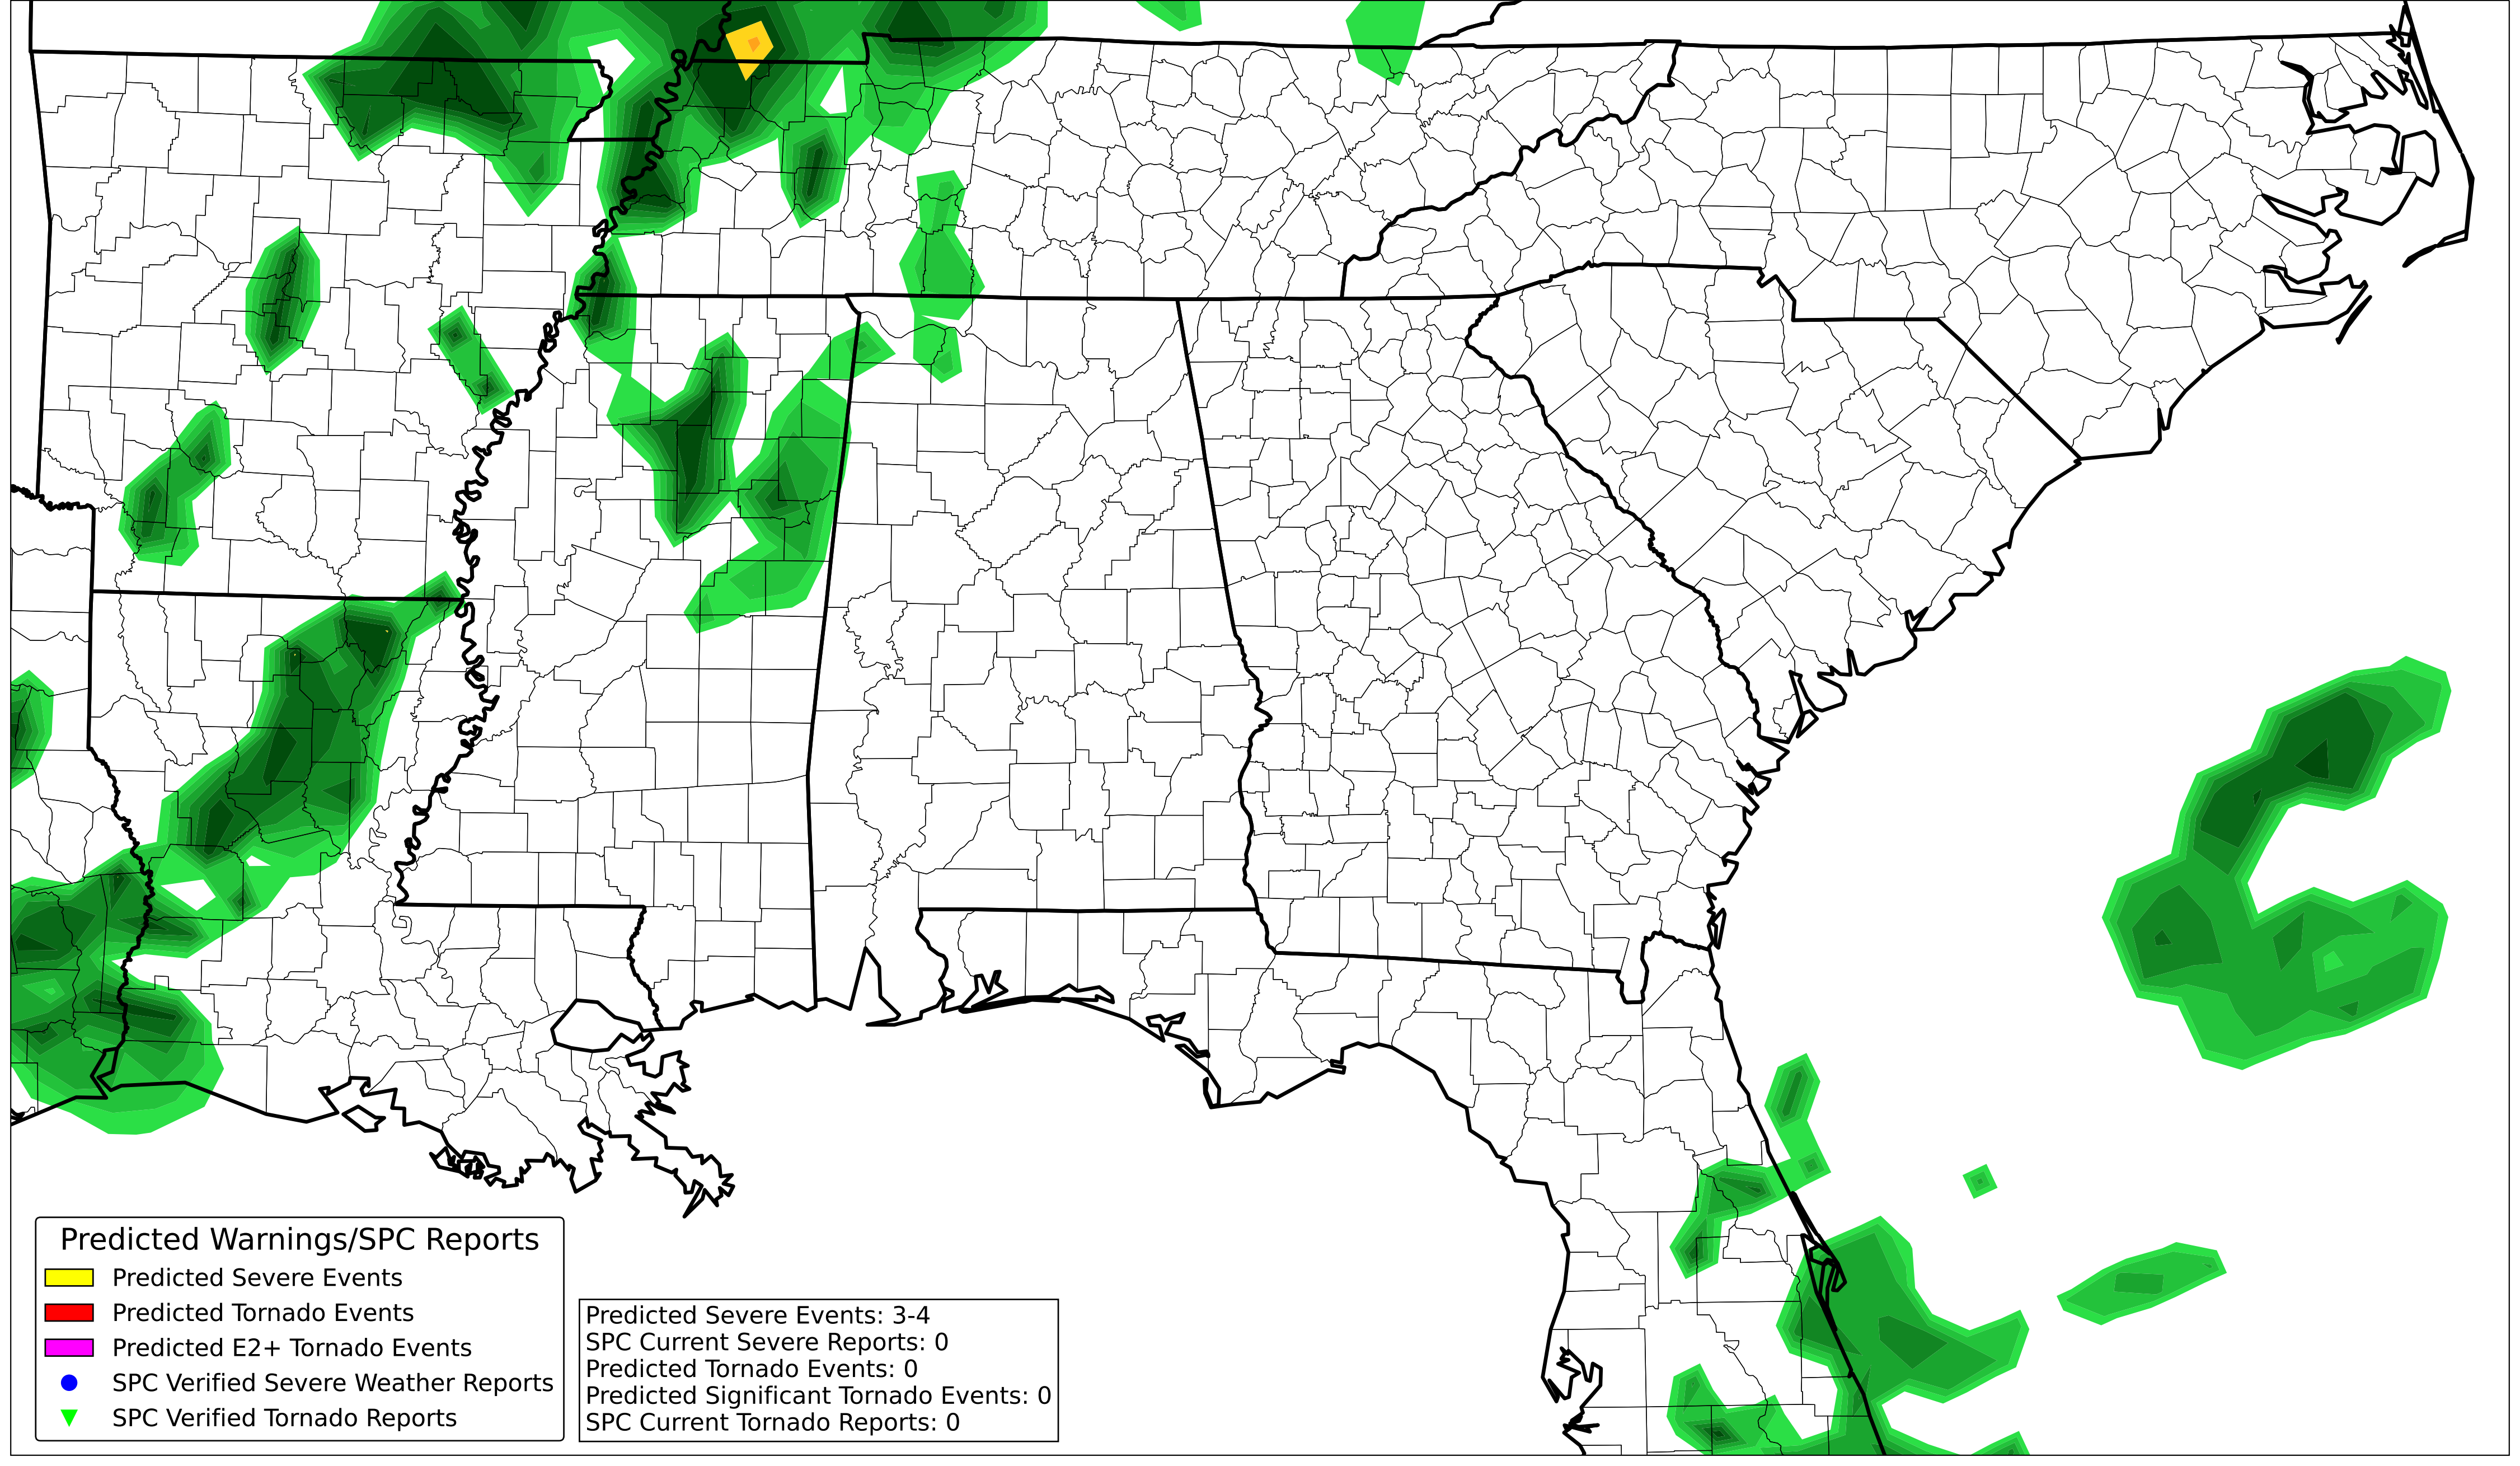 Predicted Warnings/SPC Reports
Predicted Severe Events
Predicted Tornado Events
Predicted E2+ Tornado Events
SPC Verified Severe Weather Reports
SPC Verified Tornado Reports
Predicted Severe Events: 3-4
SPC Current Severe Reports: 0
Predicted Tornado Events: 0
Predicted Significant Tornado Events: 0
SPC Current Tornado Reports: 0